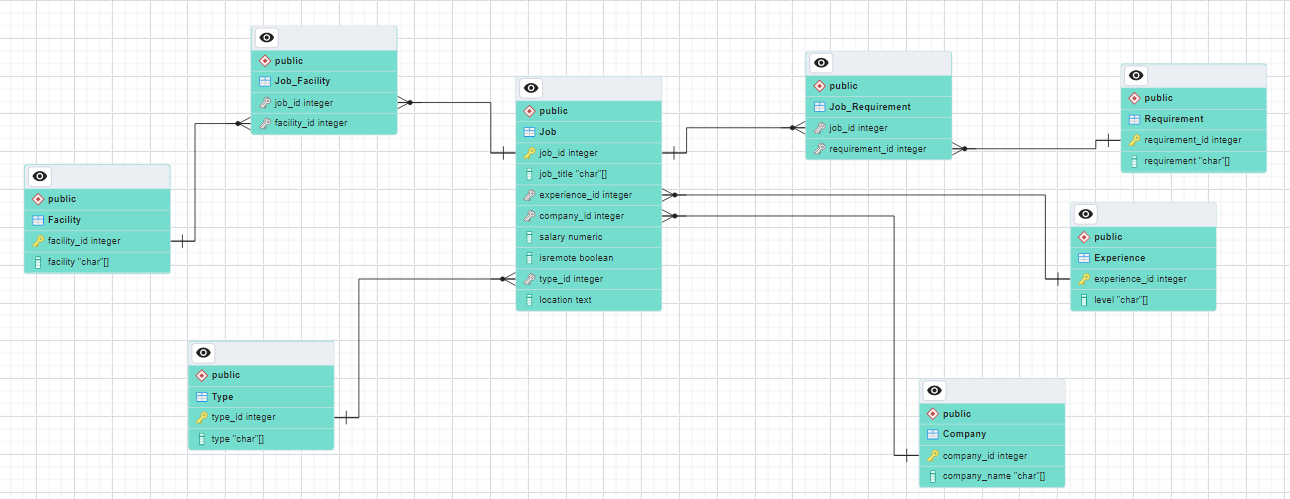 public
Job_Facility
job_id integer
facility_id integer
public
Facility
facility_id integer
facility "char"[]
public
Type
type_id integer
type "char"[]
public
Job
job_id integer
job_title "char"[]
experience_id integer
company_id integer
salary numeric
isremote boolean
type_id integer
location text
public
Job_Requirement
job_id integer
requirement_id integer
public
Requirement
requirement_id integer
requirement "char"[]
public
Experience
experience_id integer
level "char"[]
public
Company
company_id integer
company_name "char"[]